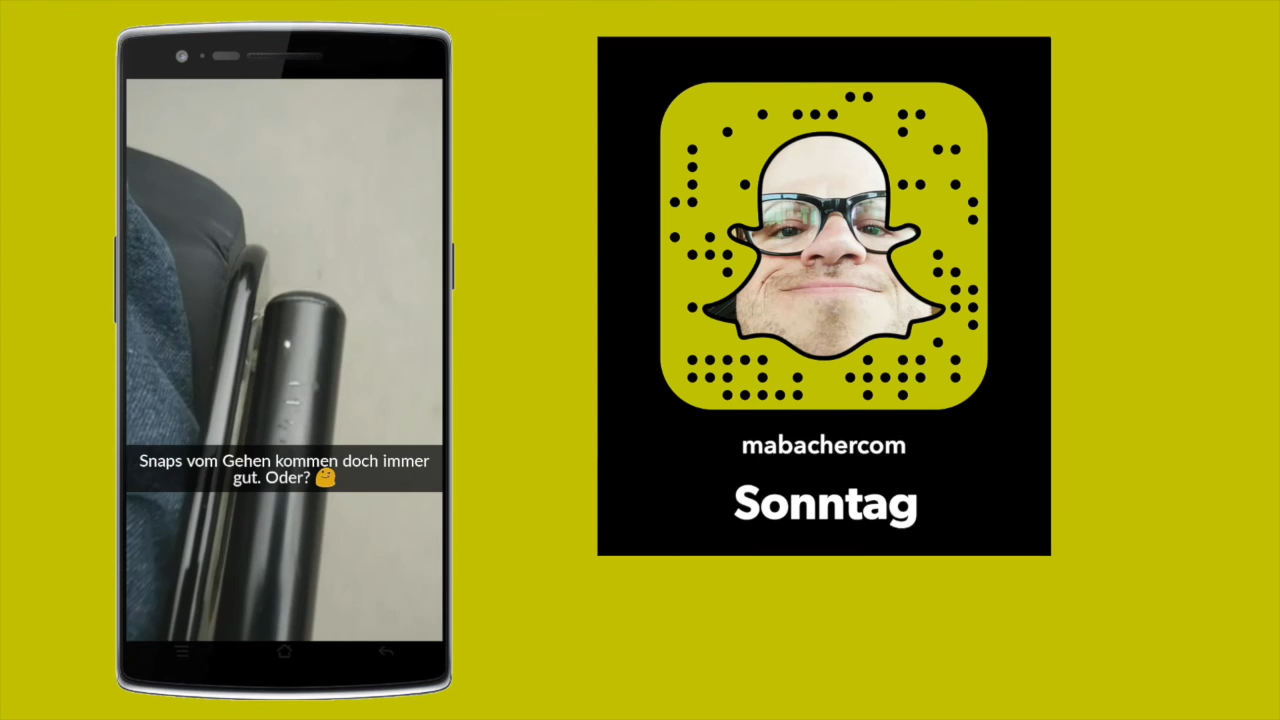 Snaps vom Gehen kommen doch immer
gut. Oder? 😉
mabachercom
Sonntag